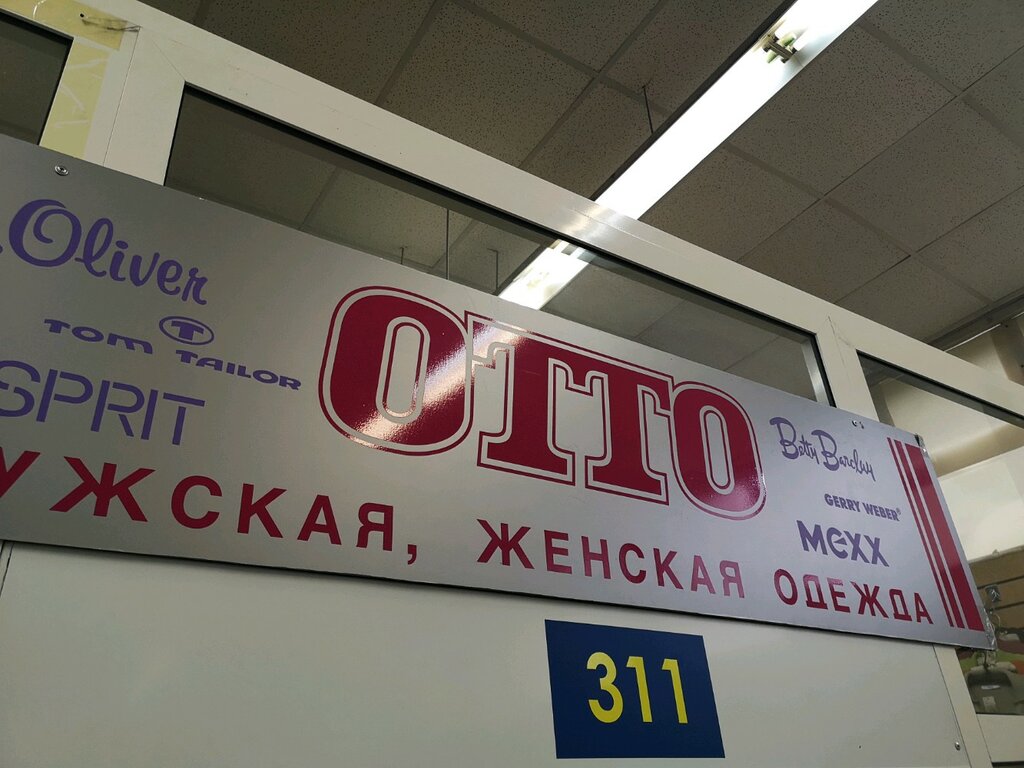 .Oliver
TOM TAILOR
SPRIT
OTTO
Betty Barclay
GERRY WEBER®
MEXX
УЖСКАЯ, ЖЕНСКАЯ ОДЕЖДА
311